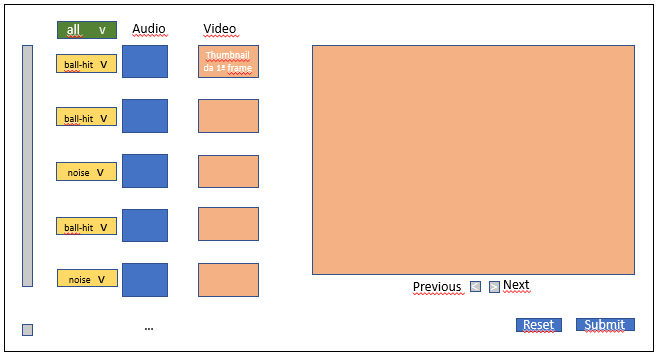 all v
Audio
Video
ball-hit V
Thumbnail
da 1ª frame
ball-hit V
noise V
ball-hit V
noise V
...
Previous < > Next
Reset
Submit